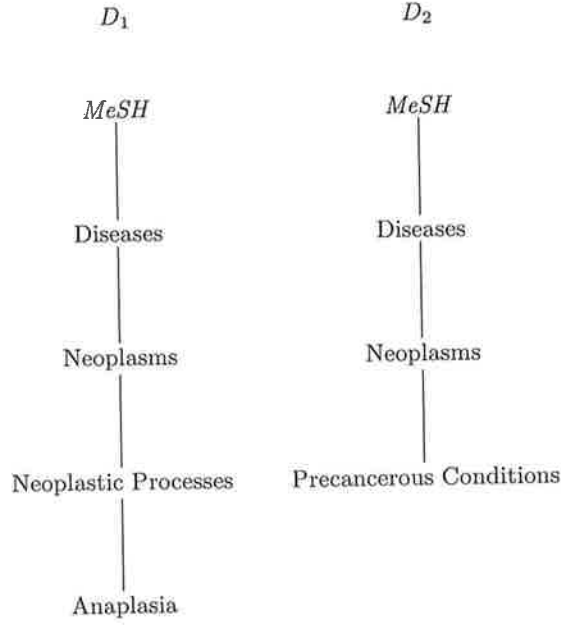 D1 D2
MeSH MeSH
Diseases Diseases
Neoplasms Neoplasms
Neoplastic Processes Precancerous Conditions
Anaplasia